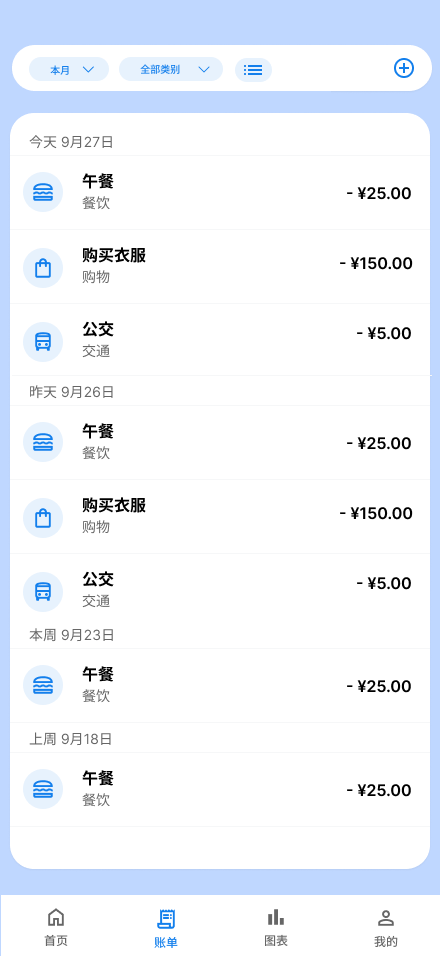 本月 全部类别
今天 9月27日
午餐
- ¥25.00
餐饮
购买衣服
- ¥150.00
购物
公交
- ¥5.00
交通
昨天 9月26日
午餐
- ¥25.00
餐饮
购买衣服
- ¥150.00
购物
公交
- ¥5.00
交通
本周 9月23日
午餐
- ¥25.00
餐饮
上周 9月18日
午餐
- ¥25.00
餐饮
首页 账单 图表 我的